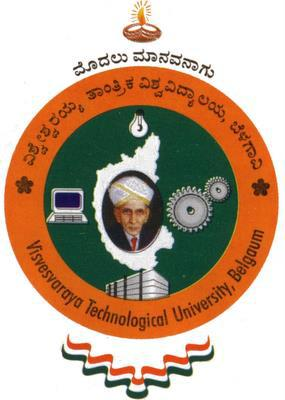 ಮೊದಲು ಮಾನವನಾಗು
ವಿಶ್ವೇಶ್ವರಯ್ಯ ತಾಂತ್ರಿಕ ವಿಶ್ವವಿದ್ಯಾಲಯ, ಬೆಳಗಾವಿ
Visvesvaraya Technological University, Belgaum